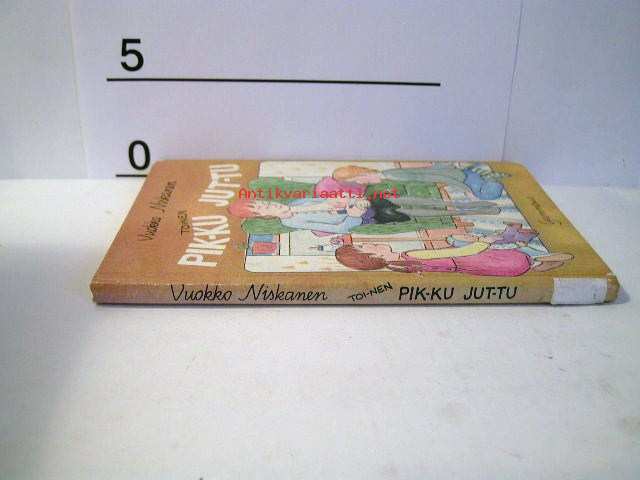 5
0
Vuokko Niskanen
TOI-NEN
PIK-KU JUT-TU
Antikvariaatti.net
Vuokko Niskanen TOI-NEN PIK-KU JUT-TU